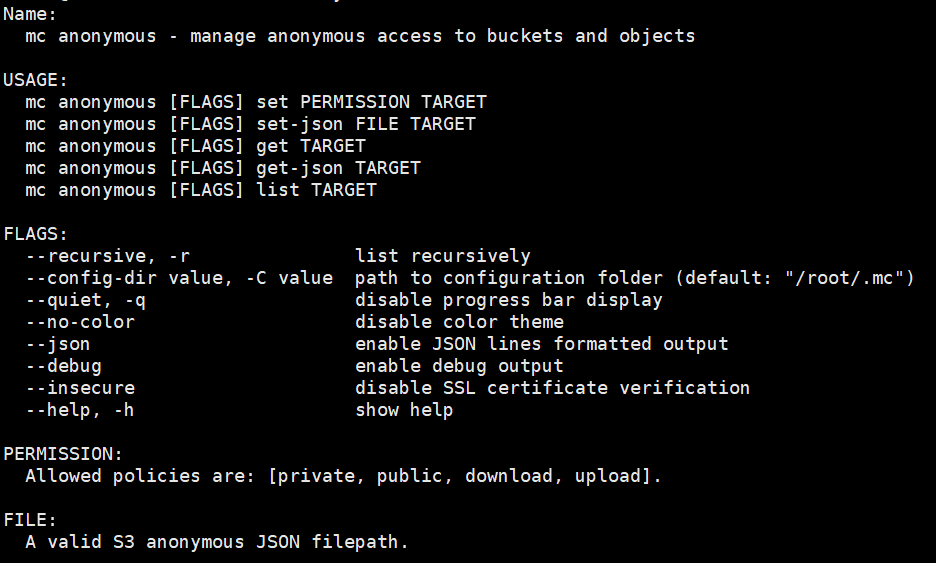 Name:
mc anonymous - manage anonymous access to buckets and objects
USAGE:
mc anonymous [FLAGS] set PERMISSION TARGET
mc anonymous [FLAGS] set-json FILE TARGET
mc anonymous [FLAGS] get TARGET
mc anonymous [FLAGS] get-json TARGET
mc anonymous [FLAGS] list TARGET
FLAGS:
--recursive, -r list recursively
--config-dir value, -C value path to configuration folder (default: "/root/.mc")
--quiet, -q disable progress bar display
--no-color disable color theme
--json enable JSON lines formatted output
--debug enable debug output
--insecure disable SSL certificate verification
--help, -h show help
PERMISSION:
Allowed policies are: [private, public, download, upload].
FILE:
A valid S3 anonymous JSON filepath.